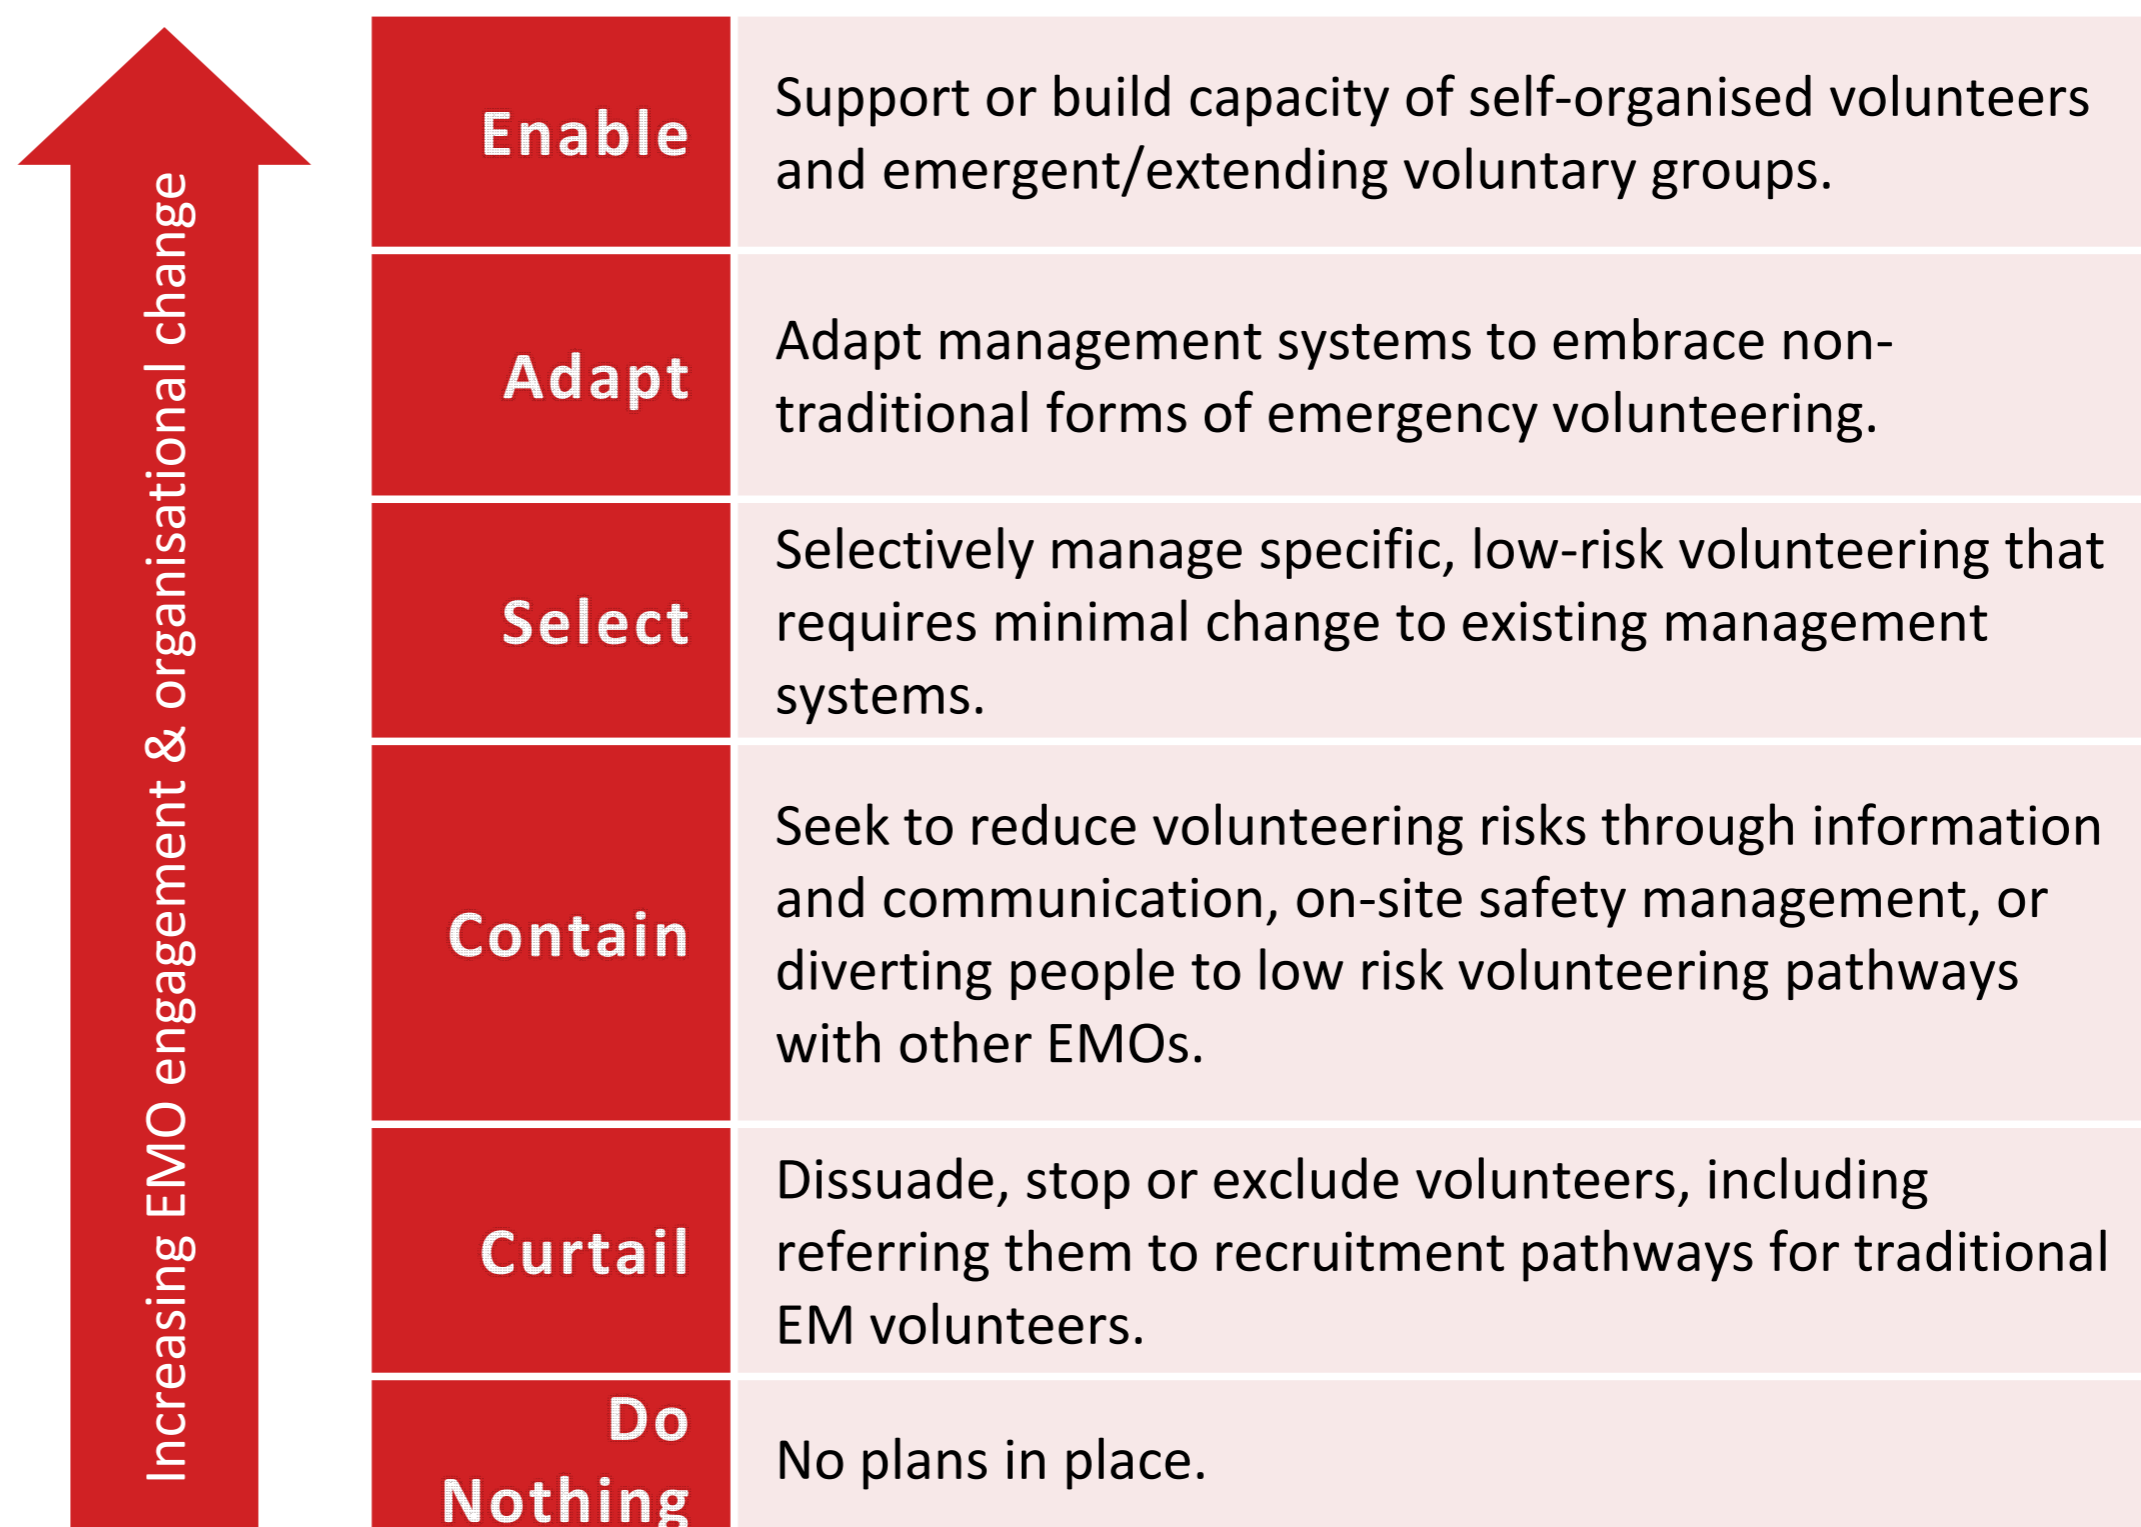 Increasing EMO engagement & organisational change
Enable
Support or build capacity of self-organised volunteers
and emergent/extending voluntary groups.
Adapt
Adapt management systems to embrace non-
traditional forms of emergency volunteering.
Select
Selectively manage specific, low-risk volunteering that
requires minimal change to existing management
systems.
Contain
Seek to reduce volunteering risks through information
and communication, on-site safety management, or
diverting people to low risk volunteering pathways
with other EMOs.
Curtail
Dissuade, stop or exclude volunteers, including
referring them to recruitment pathways for traditional
EM volunteers.
Do
Nothing
No plans in place.